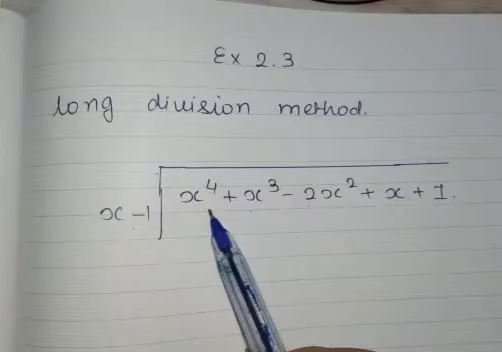 Ex 2.3
long division method.
x - 1 x⁴ + x³ - 2x² + x + 1.